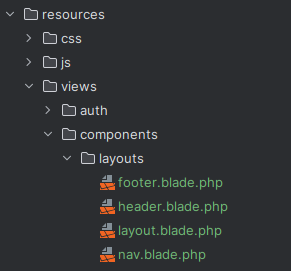 resources
css
js
views
auth
components
layouts
footer.blade.php
header.blade.php
layout.blade.php
nav.blade.php